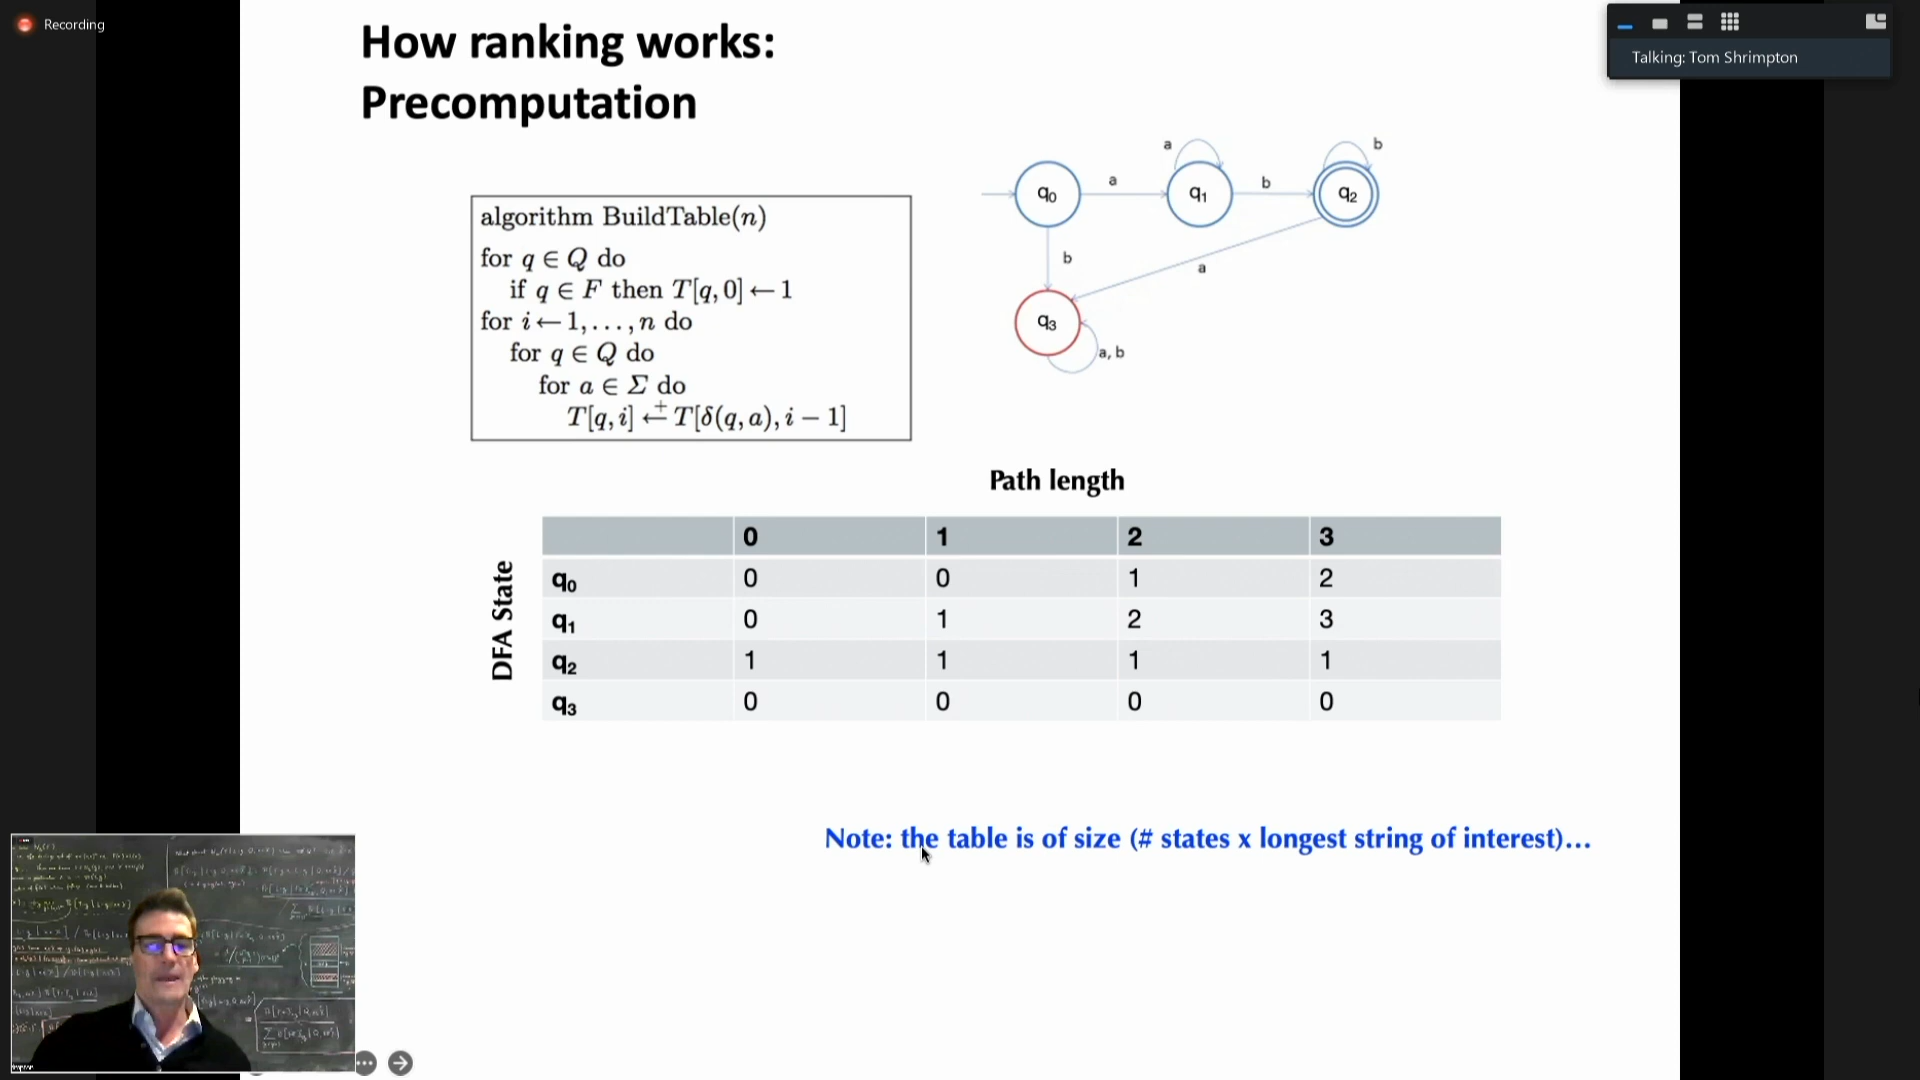 Recording
Talking: Tom Shrimpton
How ranking works:
Precomputation
algorithm BuildTable(n)
for q ∈ Q do
if q ∈ F then T[q, 0] ← 1
for i ← 1, . . . , n do
for q ∈ Q do
for a ∈ Σ do
T[q, i] ←+ T[δ(q, a), i − 1]
a
b
q₀
a
q₁
b
q₂
b
a
q₃
a, b
Path length
DFA State
0 1 2 3
q₀ 0 0 1 2
q₁ 0 1 2 3
q₂ 1 1 1 1
q₃ 0 0 0 0
Note: the table is of size (# states x longest string of interest)...